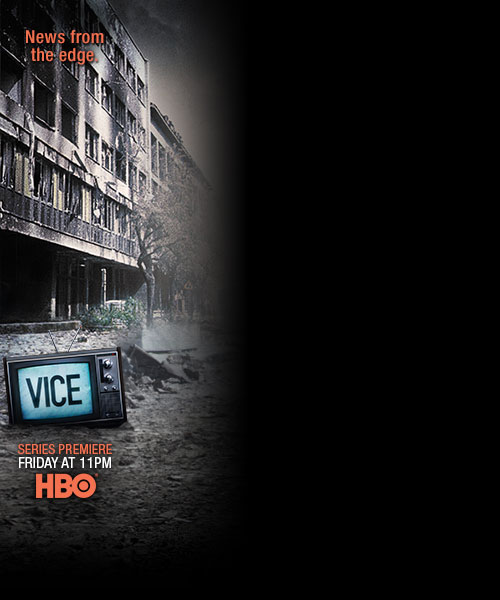 News from
the edge.
VICE
SERIES PREMIERE
FRIDAY AT 11PM
HBO